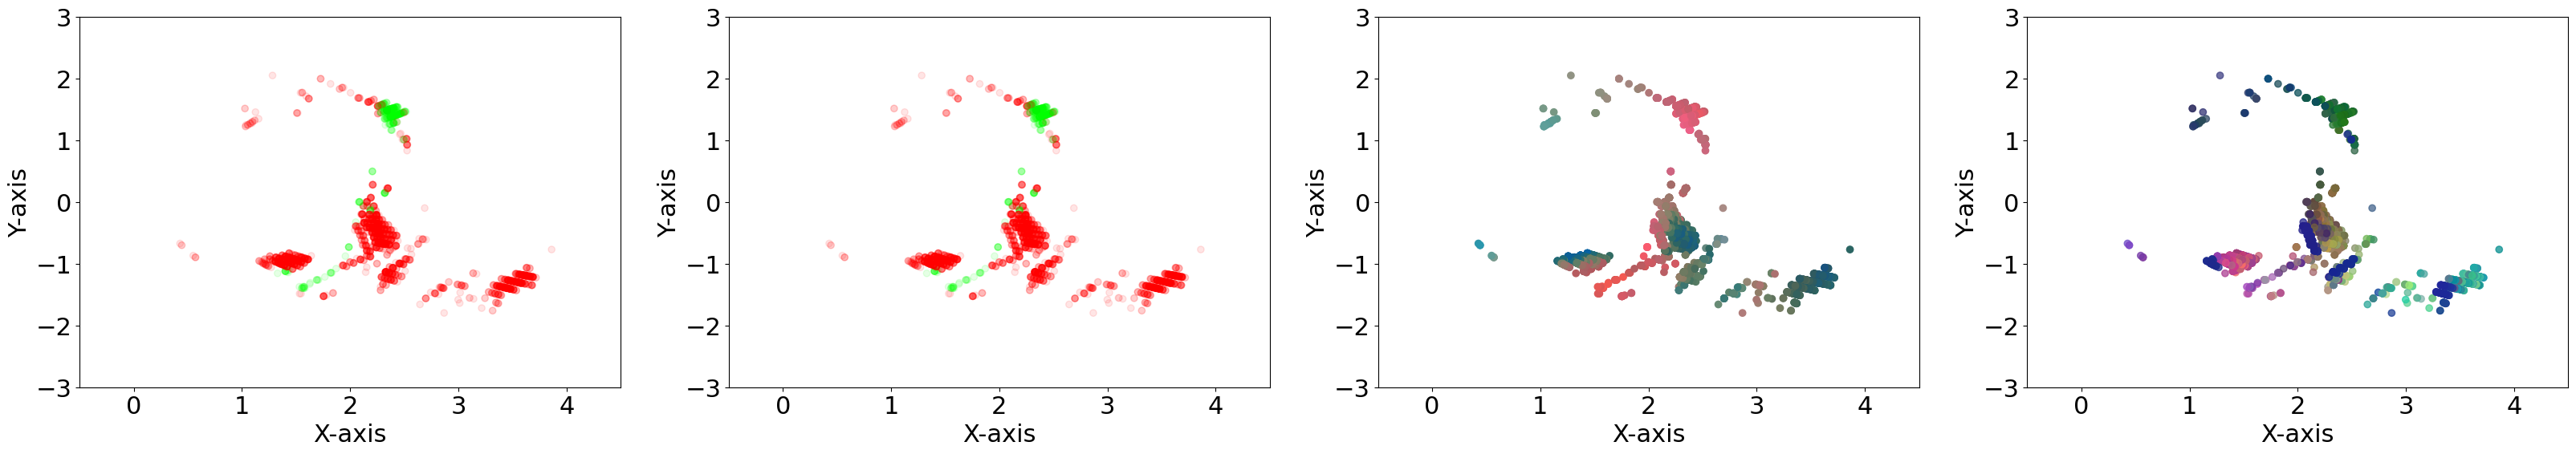 3 3 3 3
2 2 2 2
1 1 1 1
Y-axis 0 Y-axis 0 Y-axis 0 Y-axis 0
−1 −1 −1 −1
−2 −2 −2 −2
−3 −3 −3 −3
0 1 2 3 4 0 1 2 3 4 0 1 2 3 4 0 1 2 3 4
X-axis X-axis X-axis X-axis